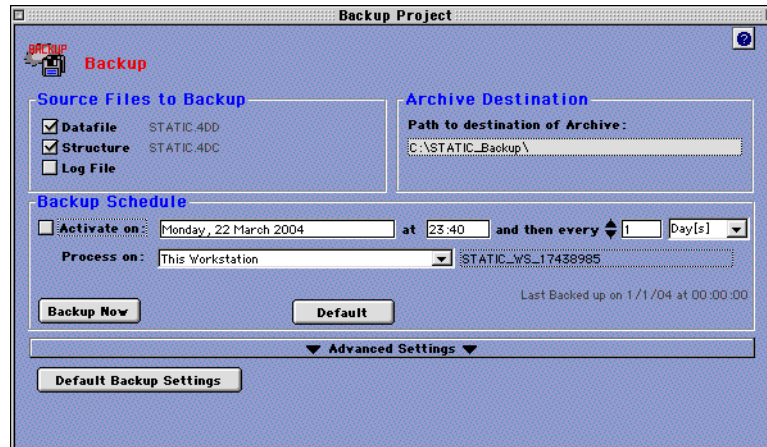 Backup Project
BACKUP
Backup
?
Source Files to Backup
Datafile STATIC.4DD
Structure STATIC.4DC
Log File
Archive Destination
Path to destination of Archive:
C:\STATIC_Backup\
Backup Schedule
Activate on: Monday, 22 March 2004 at 23:40 and then every 1 Day[s]
Process on: This Workstation STATIC_WS_17438985
Last Backed up on 1/1/04 at 00:00:00
Backup Now Default
Advanced Settings
Default Backup Settings